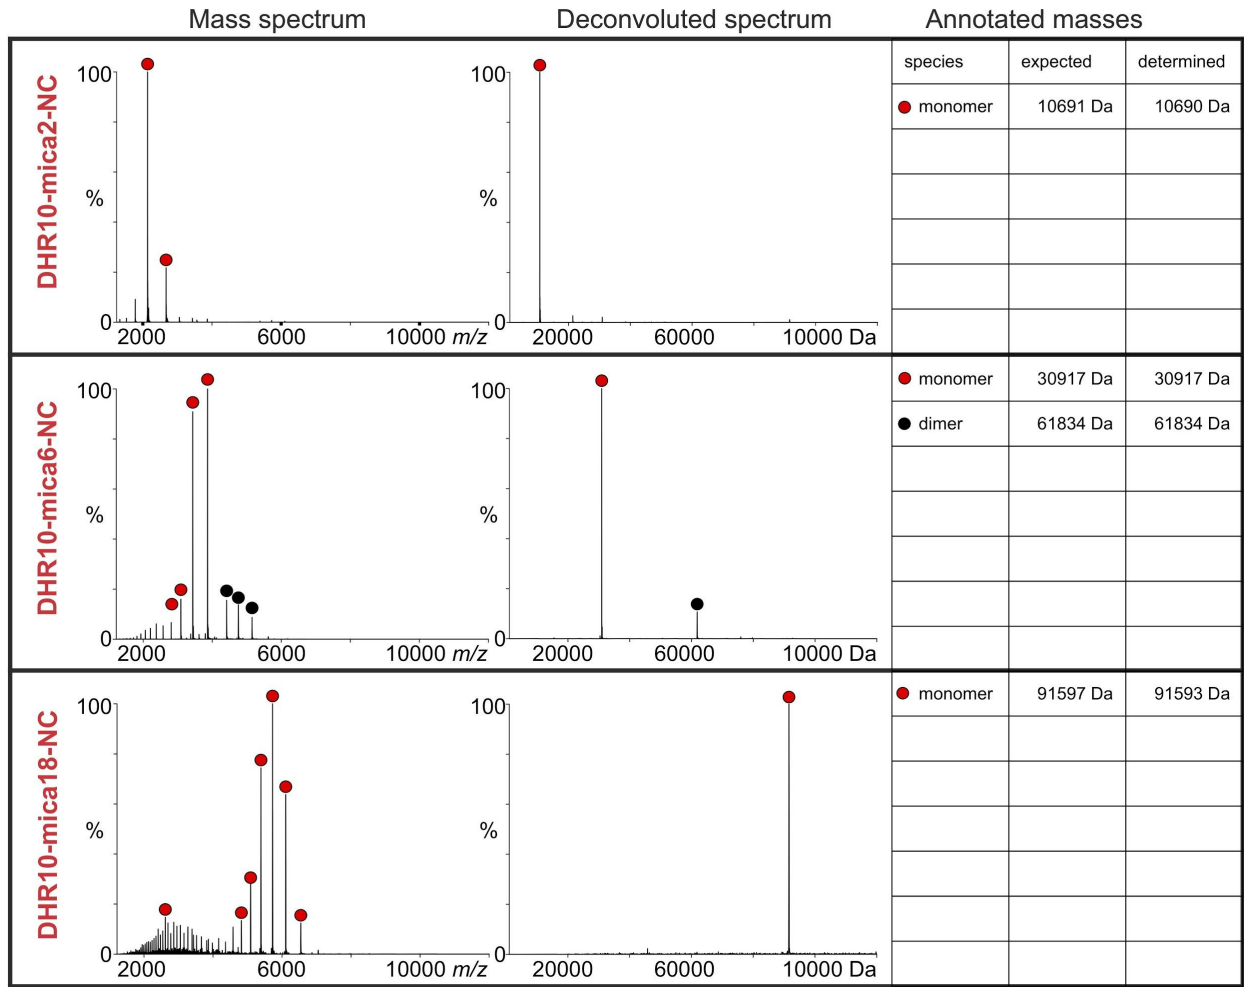 Mass spectrum Deconvoluted spectrum Annotated masses
DHR10-mica2-NC
100
%
0
2000 6000 10000 m/z
100
%
0
20000 60000 10000 Da
species expected determined
monomer 10691 Da 10690 Da
DHR10-mica6-NC
100
%
0
2000 6000 10000 m/z
100
%
0
20000 60000 10000 Da
monomer 30917 Da 30917 Da
dimer 61834 Da 61834 Da
DHR10-mica18-NC
100
%
0
2000 6000 10000 m/z
100
%
0
20000 60000 10000 Da
monomer 91597 Da 91593 Da